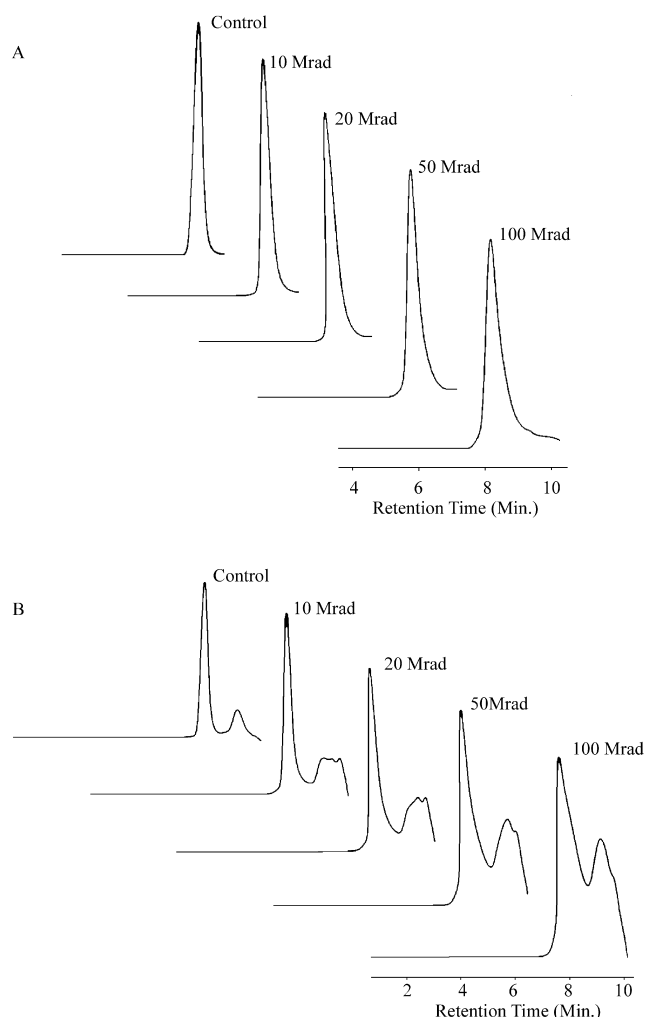 Control
A
10 Mrad
20 Mrad
50 Mrad
100 Mrad
4 6 8 10
Retention Time (Min.)
Control
B
10 Mrad
20 Mrad
50Mrad
100 Mrad
2 4 6 8 10
Retention Time (Min.)